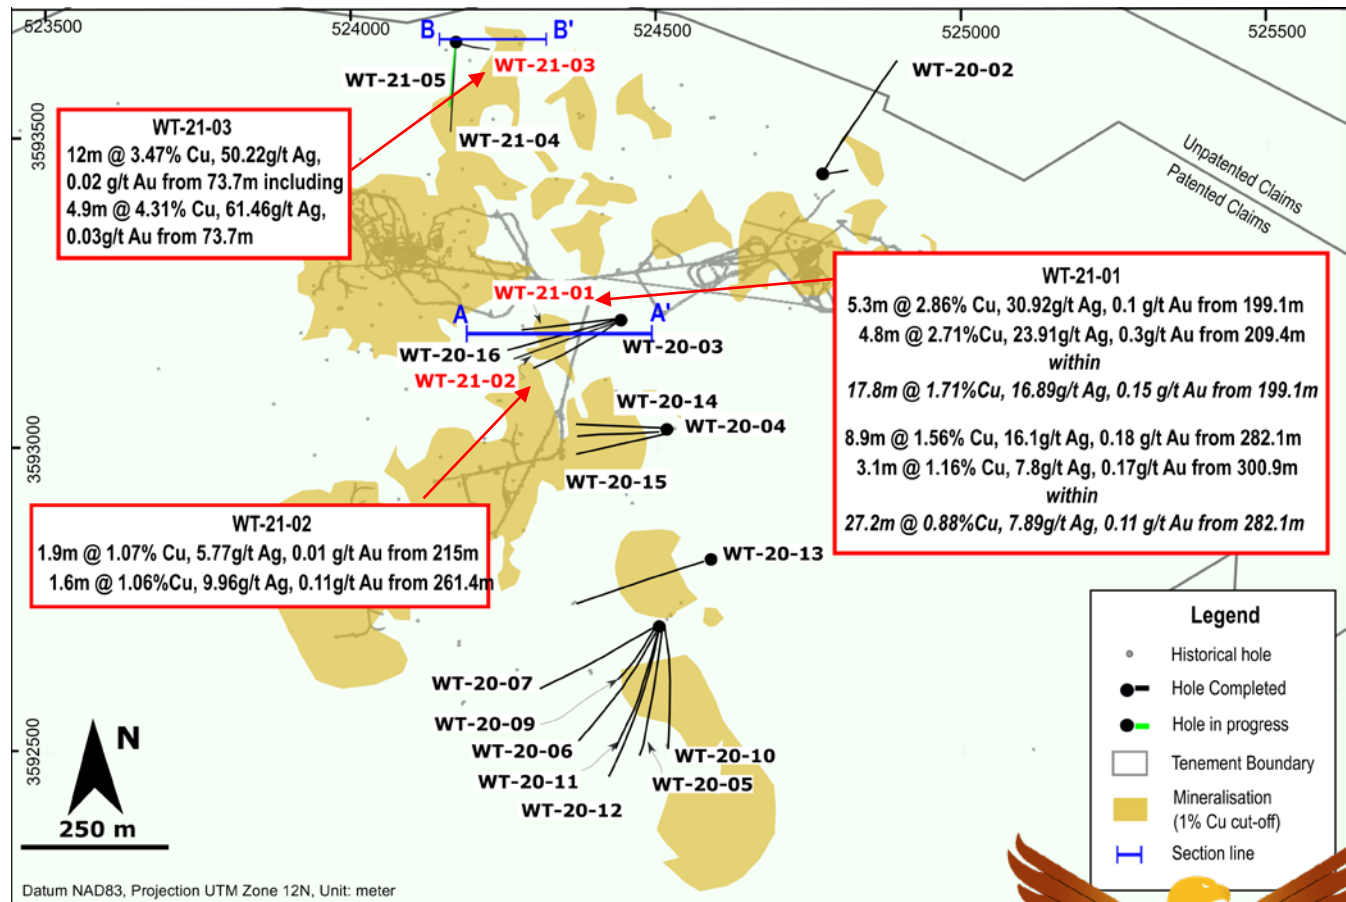 523500
524000
524500
525000
525500
B
B'
WT-21-03
WT-21-05
WT-20-02
3593500
WT-21-04
WT-21-03
12m @ 3.47% Cu, 50.22g/t Ag,
0.02 g/t Au from 73.7m including
4.9m @ 4.31% Cu, 61.46g/t Ag,
0.03g/t Au from 73.7m
Unpatented Claims
Patented Claims
WT-21-01
A
A'
WT-20-16
WT-20-03
WT-21-02
WT-21-01
5.3m @ 2.86% Cu, 30.92g/t Ag, 0.1 g/t Au from 199.1m
4.8m @ 2.71%Cu, 23.91g/t Ag, 0.3g/t Au from 209.4m
within
17.8m @ 1.71%Cu, 16.89g/t Ag, 0.15 g/t Au from 199.1m
8.9m @ 1.56% Cu, 16.1g/t Ag, 0.18 g/t Au from 282.1m
3.1m @ 1.16% Cu, 7.8g/t Ag, 0.17g/t Au from 300.9m
within
27.2m @ 0.88%Cu, 7.89g/t Ag, 0.11 g/t Au from 282.1m
WT-20-14
WT-20-04
3593000
WT-20-15
WT-21-02
1.9m @ 1.07% Cu, 5.77g/t Ag, 0.01 g/t Au from 215m
1.6m @ 1.06%Cu, 9.96g/t Ag, 0.11g/t Au from 261.4m
WT-20-13
WT-20-07
WT-20-09
WT-20-06
WT-20-10
WT-20-11
WT-20-05
WT-20-12
3592500
N
250 m
Legend
Historical hole
Hole Completed
Hole in progress
Tenement Boundary
Mineralisation
(1% Cu cut-off)
Section line
Datum NAD83, Projection UTM Zone 12N, Unit: meter